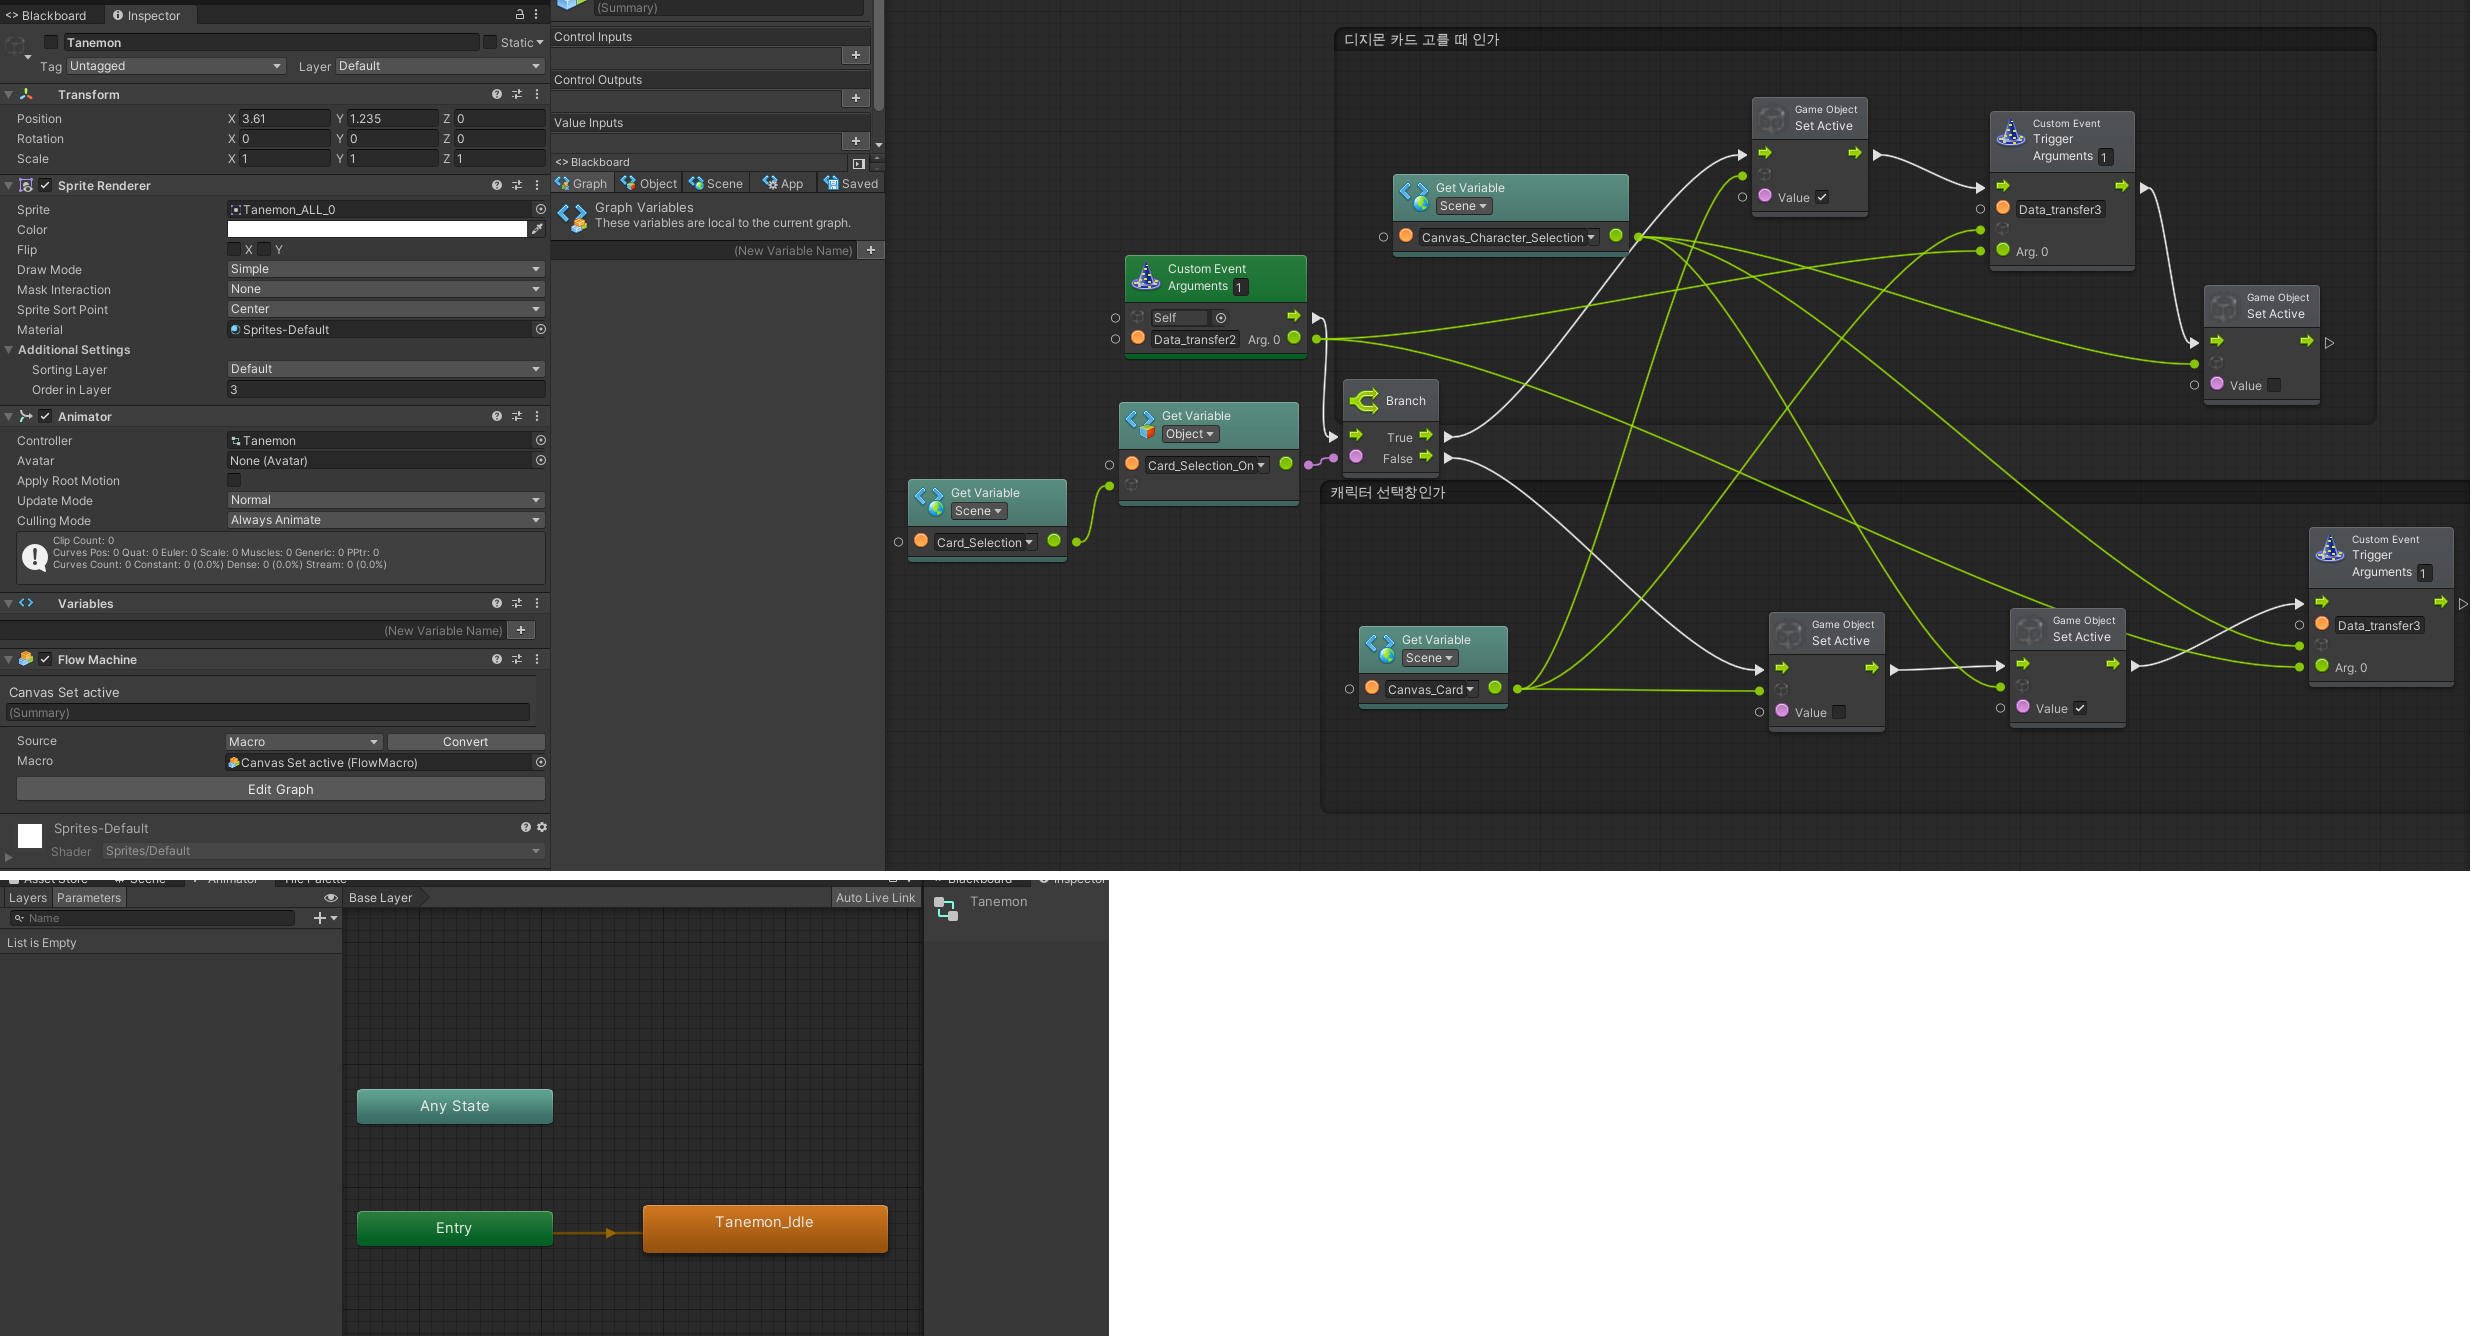 <> Blackboard
Inspector
Tanemon
Static
Tag Untagged
Layer Default
Transform
Position X 3.61 Y 1.235 Z 0
Rotation X 0 Y 0 Z 0
Scale X 1 Y 1 Z 1
Sprite Renderer
Sprite Tanemon_ALL_0
Color
Flip X Y
Draw Mode Simple
Mask Interaction None
Sprite Sort Point Center
Material Sprites-Default
Additional Settings
Sorting Layer Default
Order in Layer 3
Animator
Controller Tanemon
Avatar None (Avatar)
Apply Root Motion
Update Mode Normal
Culling Mode Always Animate
Clip Count: 0
Curves Pos: 0 Quat: 0 Euler: 0 Scale: 0 Muscles: 0 Generic: 0 PPtr: 0
Curves Count: 0 Constant: 0 (0.0%) Dense: 0 (0.0%) Stream: 0 (0.0%)
Variables
(New Variable Name)
Flow Machine
Canvas Set active
(Summary)
Source Macro Convert
Macro Canvas Set active (FlowMacro)
Edit Graph
Sprites-Default
Shader Sprites/Default
(Summary)
Control Inputs
Control Outputs
Value Inputs
<> Blackboard
Graph Object Scene App Saved
Graph Variables
These variables are local to the current graph.
(New Variable Name)
디지몬 카드 고를 때 인가
Game Object
Set Active
Value
Custom Event
Trigger
Arguments 1
Data_transfer3
Arg. 0
Get Variable
Scene
Canvas_Character_Selection
Custom Event
Arguments 1
Self
Data_transfer2 Arg. 0
Game Object
Set Active
Value
Branch
True
False
Get Variable
Object
Card_Selection_On
Get Variable
Scene
Card_Selection
캐릭터 선택창인가
Custom Event
Trigger
Arguments 1
Data_transfer3
Arg. 0
Get Variable
Scene
Canvas_Card
Game Object
Set Active
Value
Game Object
Set Active
Value
Asset Store
Scene
Animator
Tile Palette
Blackboard
Inspector
Layers Parameters
Base Layer
Auto Live Link
Tanemon
Name
List is Empty
Any State
Entry
Tanemon_Idle